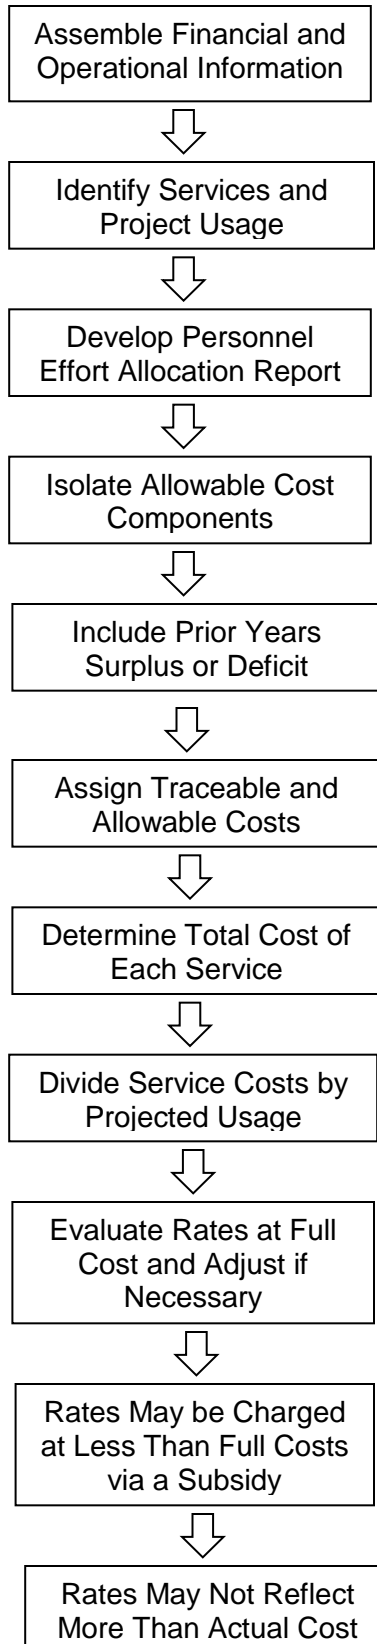 Assemble Financial and
Operational Information
Identify Services and
Project Usage
Develop Personnel
Effort Allocation Report
Isolate Allowable Cost
Components
Include Prior Years
Surplus or Deficit
Assign Traceable and
Allowable Costs
Determine Total Cost of
Each Service
Divide Service Costs by
Projected Usage
Evaluate Rates at Full
Cost and Adjust if
Necessary
Rates May be Charged
at Less Than Full Costs
via a Subsidy
Rates May Not Reflect
More Than Actual Cost